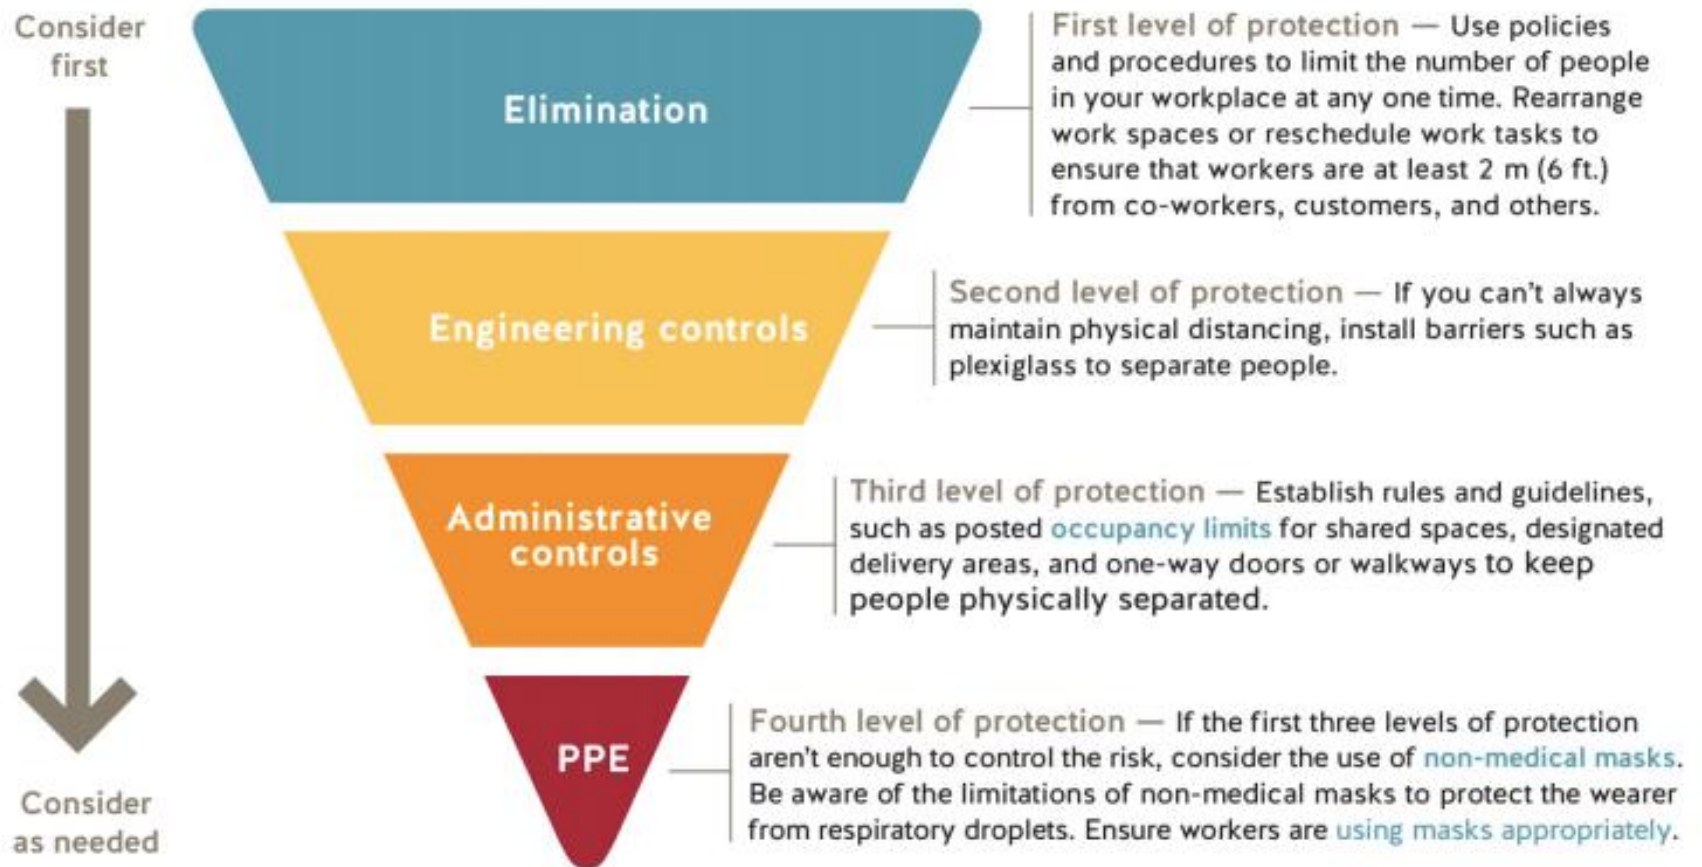 Consider
first
Elimination
First level of protection — Use policies
and procedures to limit the number of people
in your workplace at any one time. Rearrange
work spaces or reschedule work tasks to
ensure that workers are at least 2 m (6 ft.)
from co-workers, customers, and others.
Engineering controls
Second level of protection — If you can't always
maintain physical distancing, install barriers such as
plexiglass to separate people.
Administrative
controls
Third level of protection — Establish rules and guidelines,
such as posted occupancy limits for shared spaces, designated
delivery areas, and one-way doors or walkways to keep
people physically separated.
PPE
Fourth level of protection — If the first three levels of protection
aren't enough to control the risk, consider the use of non-medical masks.
Be aware of the limitations of non-medical masks to protect the wearer
from respiratory droplets. Ensure workers are using masks appropriately.
Consider
as needed